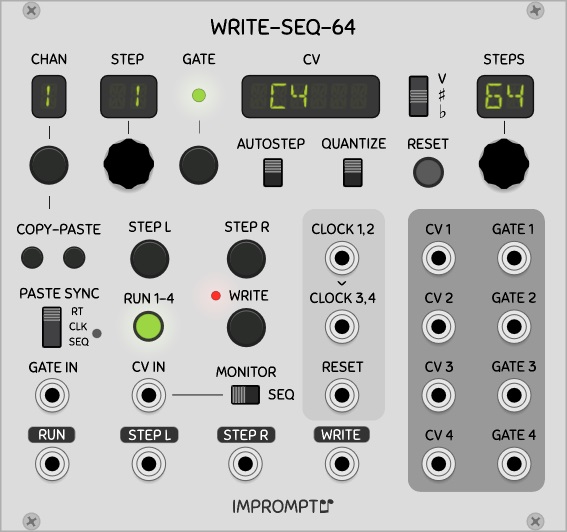 WRITE-SEQ-64
CHAN STEP GATE CV STEPS
1 1 C4 V ♯ ♭ 64
AUTOSTEP QUANTIZE RESET
COPY-PASTE STEP L STEP R CLOCK 1,2 CV 1 GATE 1
PASTE SYNC RUN 1-4 WRITE CLOCK 3,4 CV 2 GATE 2
RT
CLK
SEQ
GATE IN CV IN MONITOR RESET CV 3 GATE 3
SEQ
RUN STEP L STEP R WRITE CV 4 GATE 4
IMPROMPTU